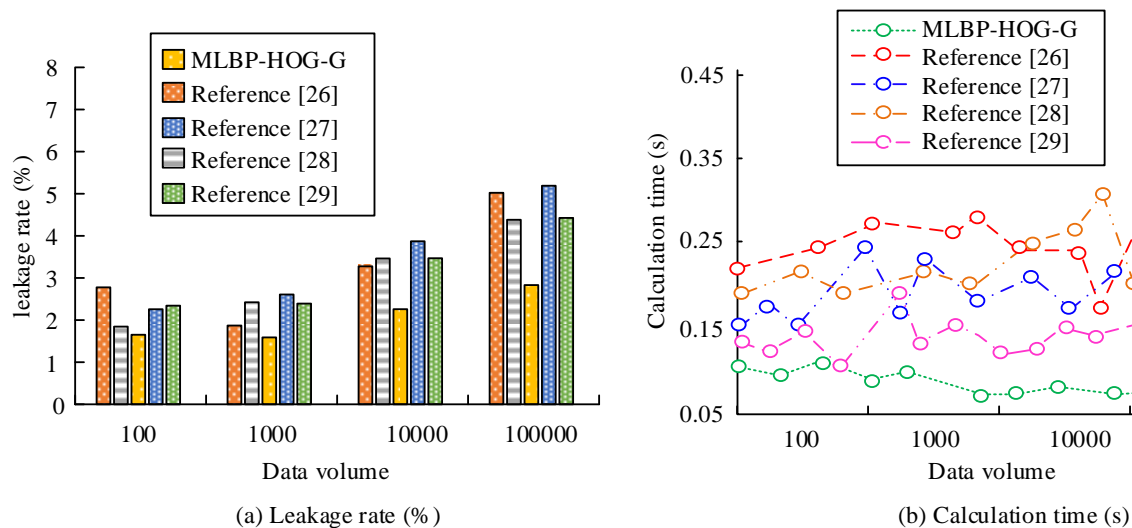 MLBP-HOG-G
Reference [26]
Reference [27]
Reference [28]
Reference [29]
8
7
6
5
4
3
2
1
0
leakage rate (%)
100
1000
10000
100000
Data volume
(a) Leakage rate (%)
MLBP-HOG-G
Reference [26]
Reference [27]
Reference [28]
Reference [29]
0.45
0.35
0.25
0.15
0.05
Calculation time (s)
100
1000
10000
Data volume
(b) Calculation time (s)